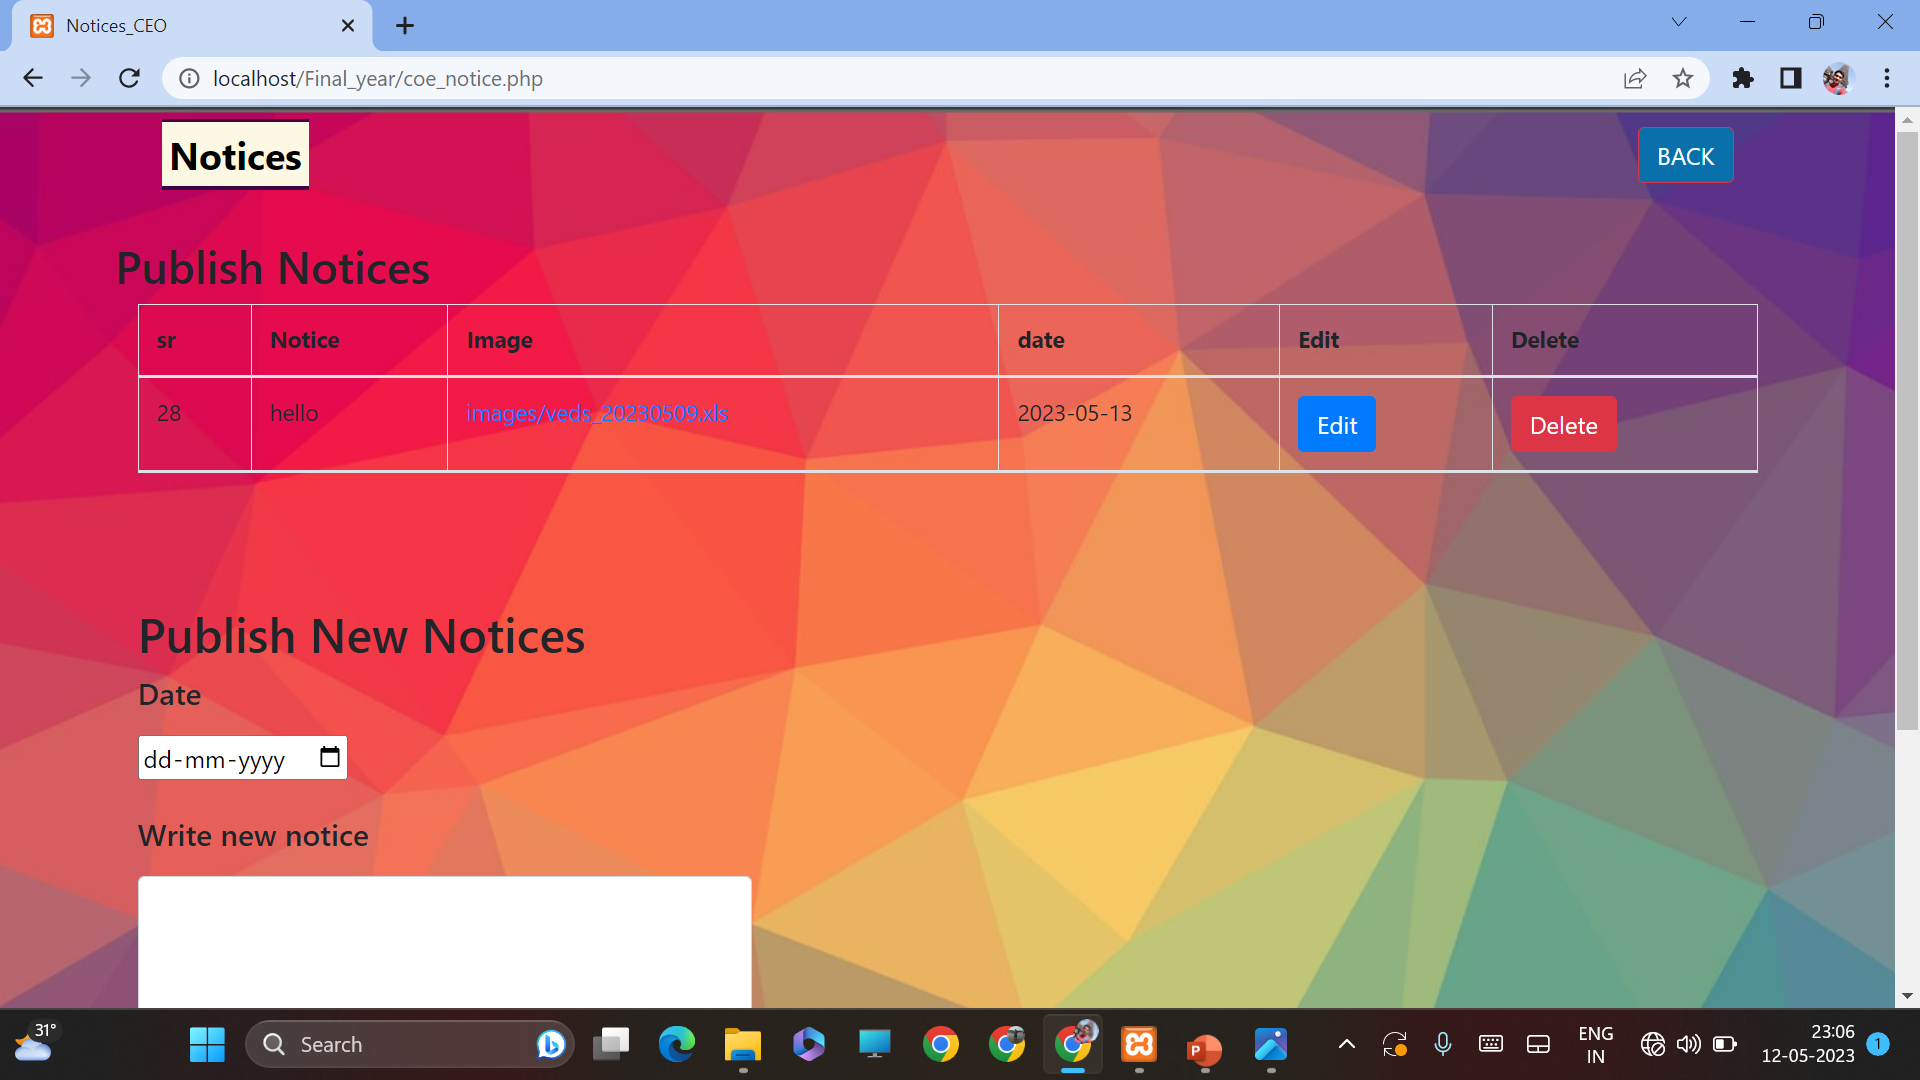 Notices_CEO
localhost/Final_year/coe_notice.php
Notices
BACK
Publish Notices
sr Notice Image date Edit Delete
28 hello images/veds_20230509.xls 2023-05-13 Edit Delete
Publish New Notices
Date
dd-mm-yyyy
Write new notice
31°
Search
P
ENG
IN
23:06
12-05-2023
1